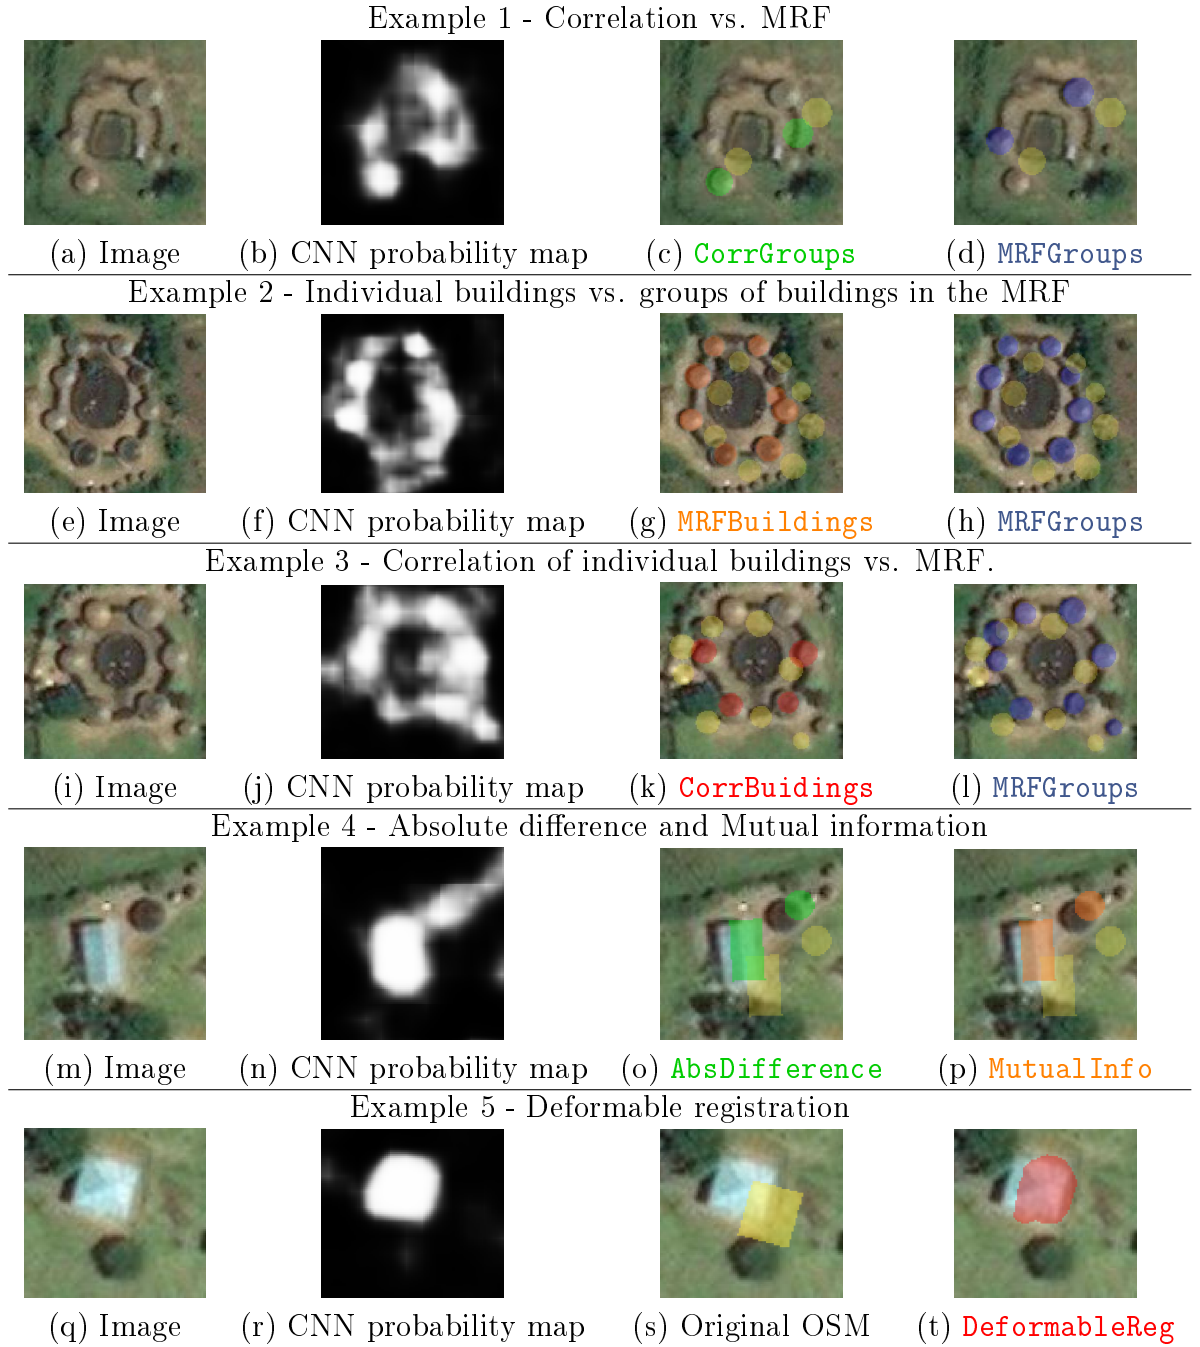 Example 1 - Correlation vs. MRF
(a) Image (b) CNN probability map (c) CorrGroups (d) MRFGroups
Example 2 - Individual buildings vs. groups of buildings in the MRF
(e) Image (f) CNN probability map (g) MRFBuildings (h) MRFGroups
Example 3 - Correlation of individual buildings vs. MRF.
(i) Image (j) CNN probability map (k) CorrBuidings (l) MRFGroups
Example 4 - Absolute difference and Mutual information
(m) Image (n) CNN probability map (o) AbsDifference (p) MutualInfo
Example 5 - Deformable registration
(q) Image (r) CNN probability map (s) Original OSM (t) DeformableReg